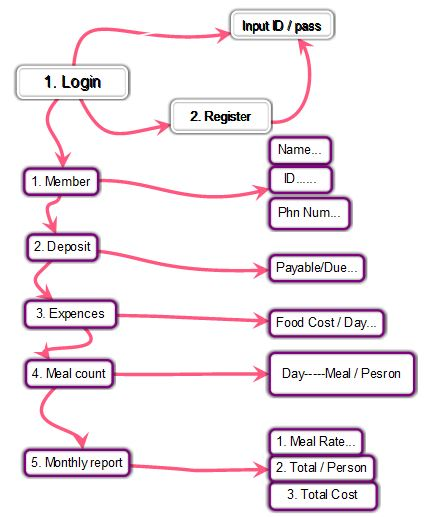 Input ID / pass
1. Login
2. Register
Name...
1. Member
ID......
Phn Num...
2. Deposit
Payable/Due...
3. Expences
Food Cost / Day...
4. Meal count
Day-----Meal / Pesron
5. Monthly report
1. Meal Rate...
2. Total / Person
3. Total Cost